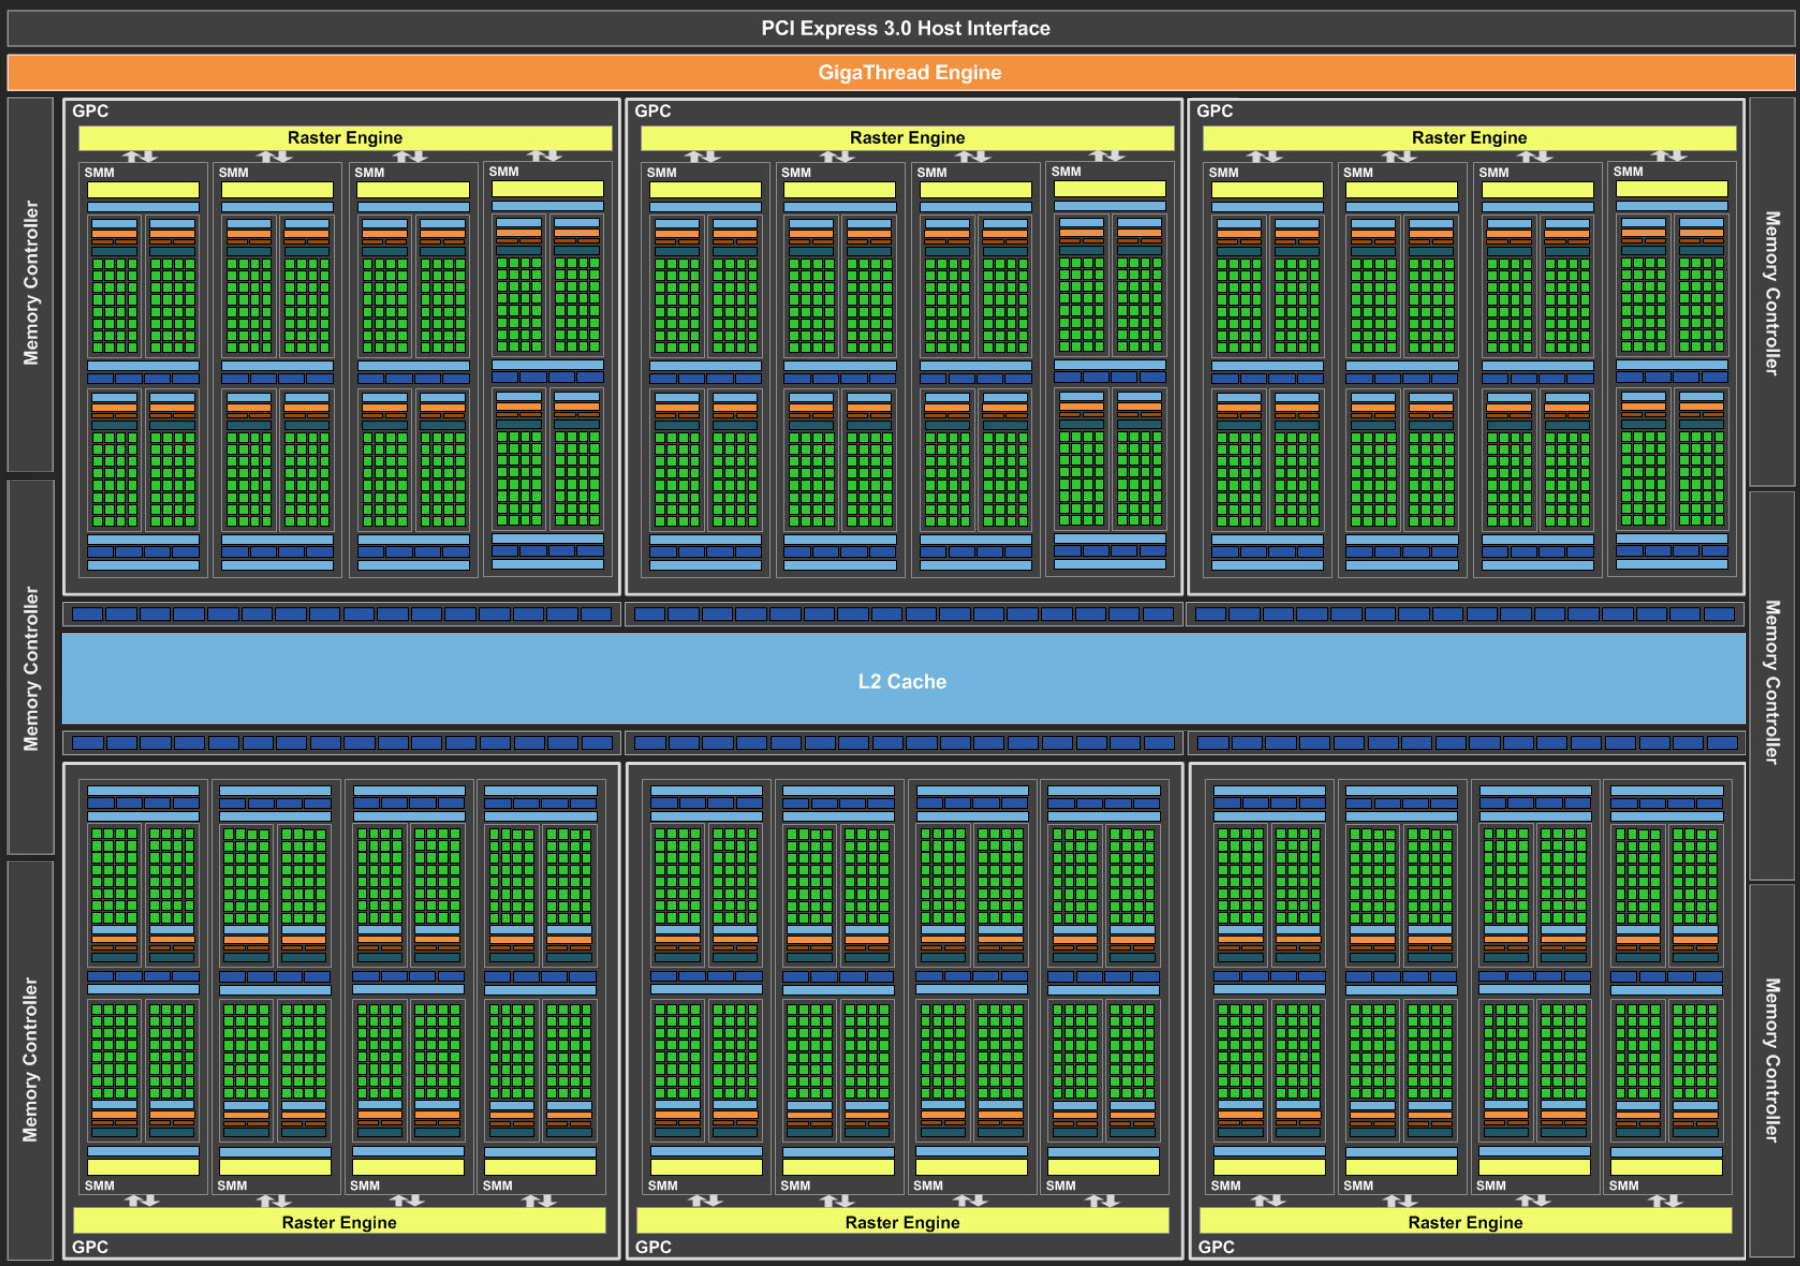 PCI Express 3.0 Host Interface
GigaThread Engine
GPC
GPC
GPC
Raster Engine
Raster Engine
Raster Engine
SMM
SMM
SMM
SMM
SMM
SMM
SMM
SMM
SMM
SMM
SMM
SMM
Memory Controller
Memory Controller
Memory Controller
Memory Controller
Memory Controller
Memory Controller
L2 Cache
SMM
SMM
SMM
SMM
SMM
SMM
SMM
SMM
SMM
SMM
SMM
SMM
Raster Engine
Raster Engine
Raster Engine
GPC
GPC
GPC